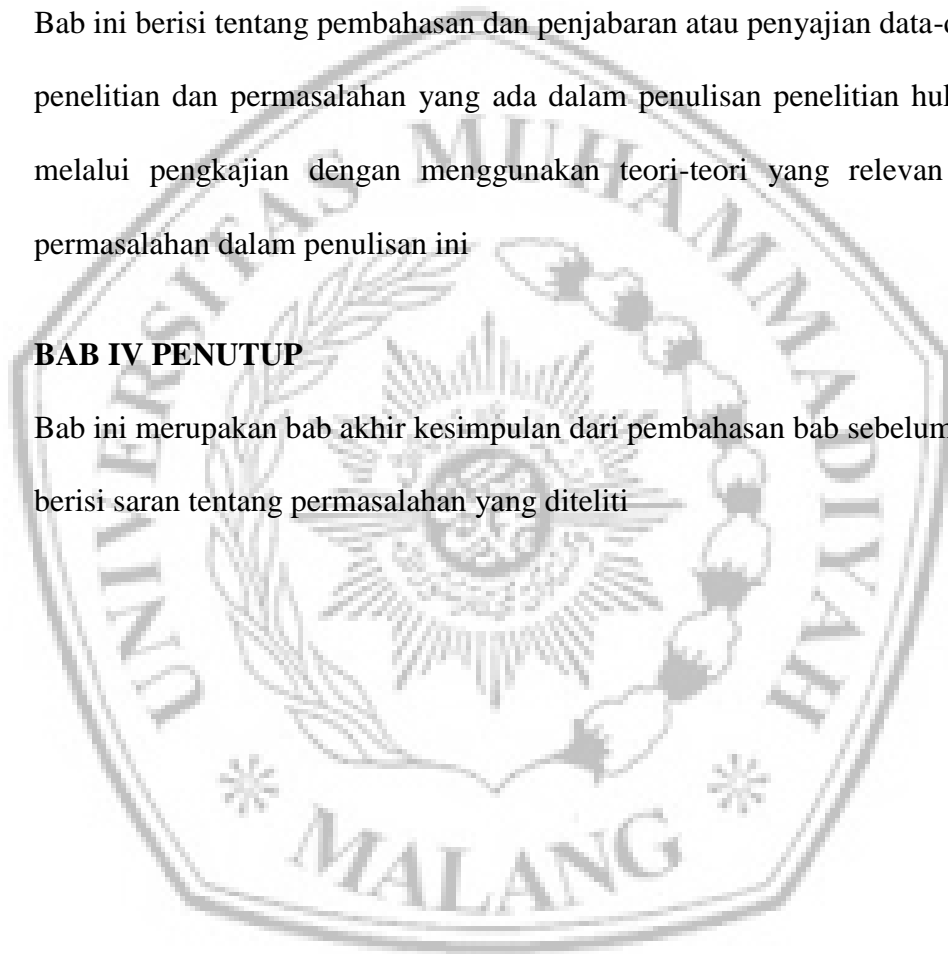 Bab ini berisi tentang pembahasan dan penjabaran atau penyajian data-
penelitian dan permasalahan yang ada dalam penulisan penelitian
melalui pengkajian dengan menggunakan teori-teori yang relevan
permasalahan dalam penulisan ini
BAB IV PENUTUP
Bab ini merupakan bab akhir kesimpulan dari pembahasan bab
berisi saran tentang permasalahan yang diteliti
UNIVERSITAS MUHAMMADIYAH
MALANG